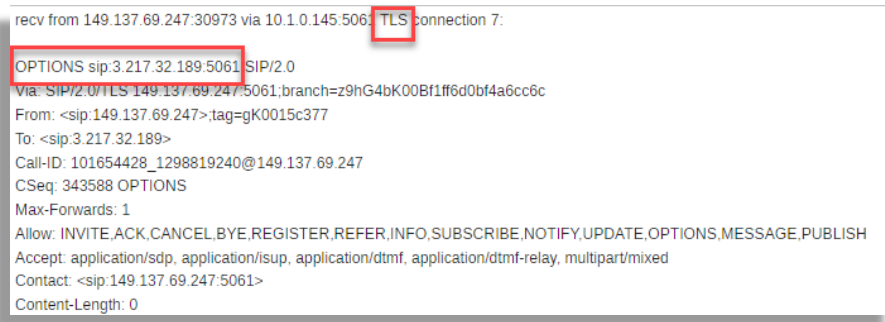 recv from 149.137.69.247:30973 via 10.1.0.145:5061 TLS connection 7:
OPTIONS sip:3.217.32.189:5061 SIP/2.0
Via: SIP/2.0/TLS 149.137.69.247:5061;branch=z9hG4bK00Bf1ff6d0bf4a6cc6c
From: <sip:149.137.69.247>;tag=gK0015c377
To: <sip:3.217.32.189>
Call-ID: 101654428_1298819240@149.137.69.247
CSeq: 343588 OPTIONS
Max-Forwards: 1
Allow: INVITE,ACK,CANCEL,BYE,REGISTER,REFER,INFO,SUBSCRIBE,NOTIFY,UPDATE,OPTIONS,MESSAGE,PUBLISH
Accept: application/sdp, application/isup, application/dtmf, application/dtmf-relay, multipart/mixed
Contact: <sip:149.137.69.247:5061>
Content-Length: 0